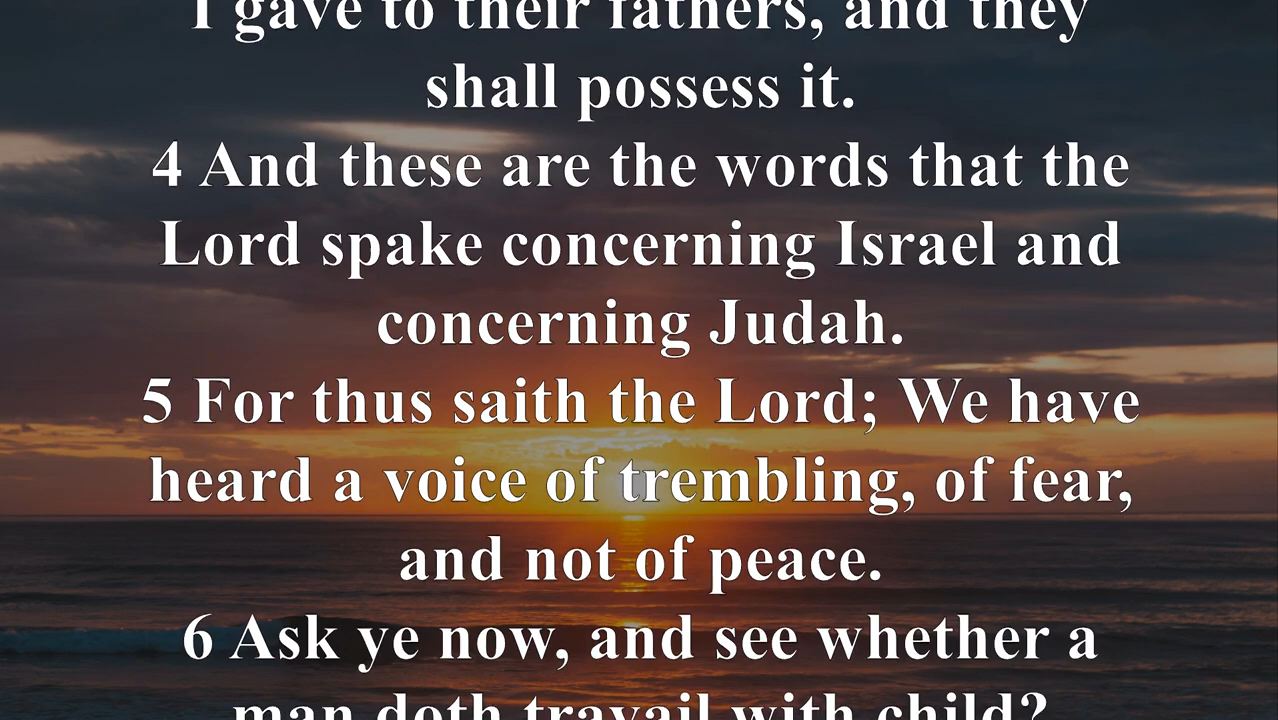 I gave to their fathers, and they
shall possess it.
4 And these are the words that the
Lord spake concerning Israel and
concerning Judah.
5 For thus saith the Lord; We have
heard a voice of trembling, of fear,
and not of peace.
6 Ask ye now, and see whether a
man doth travail with child?